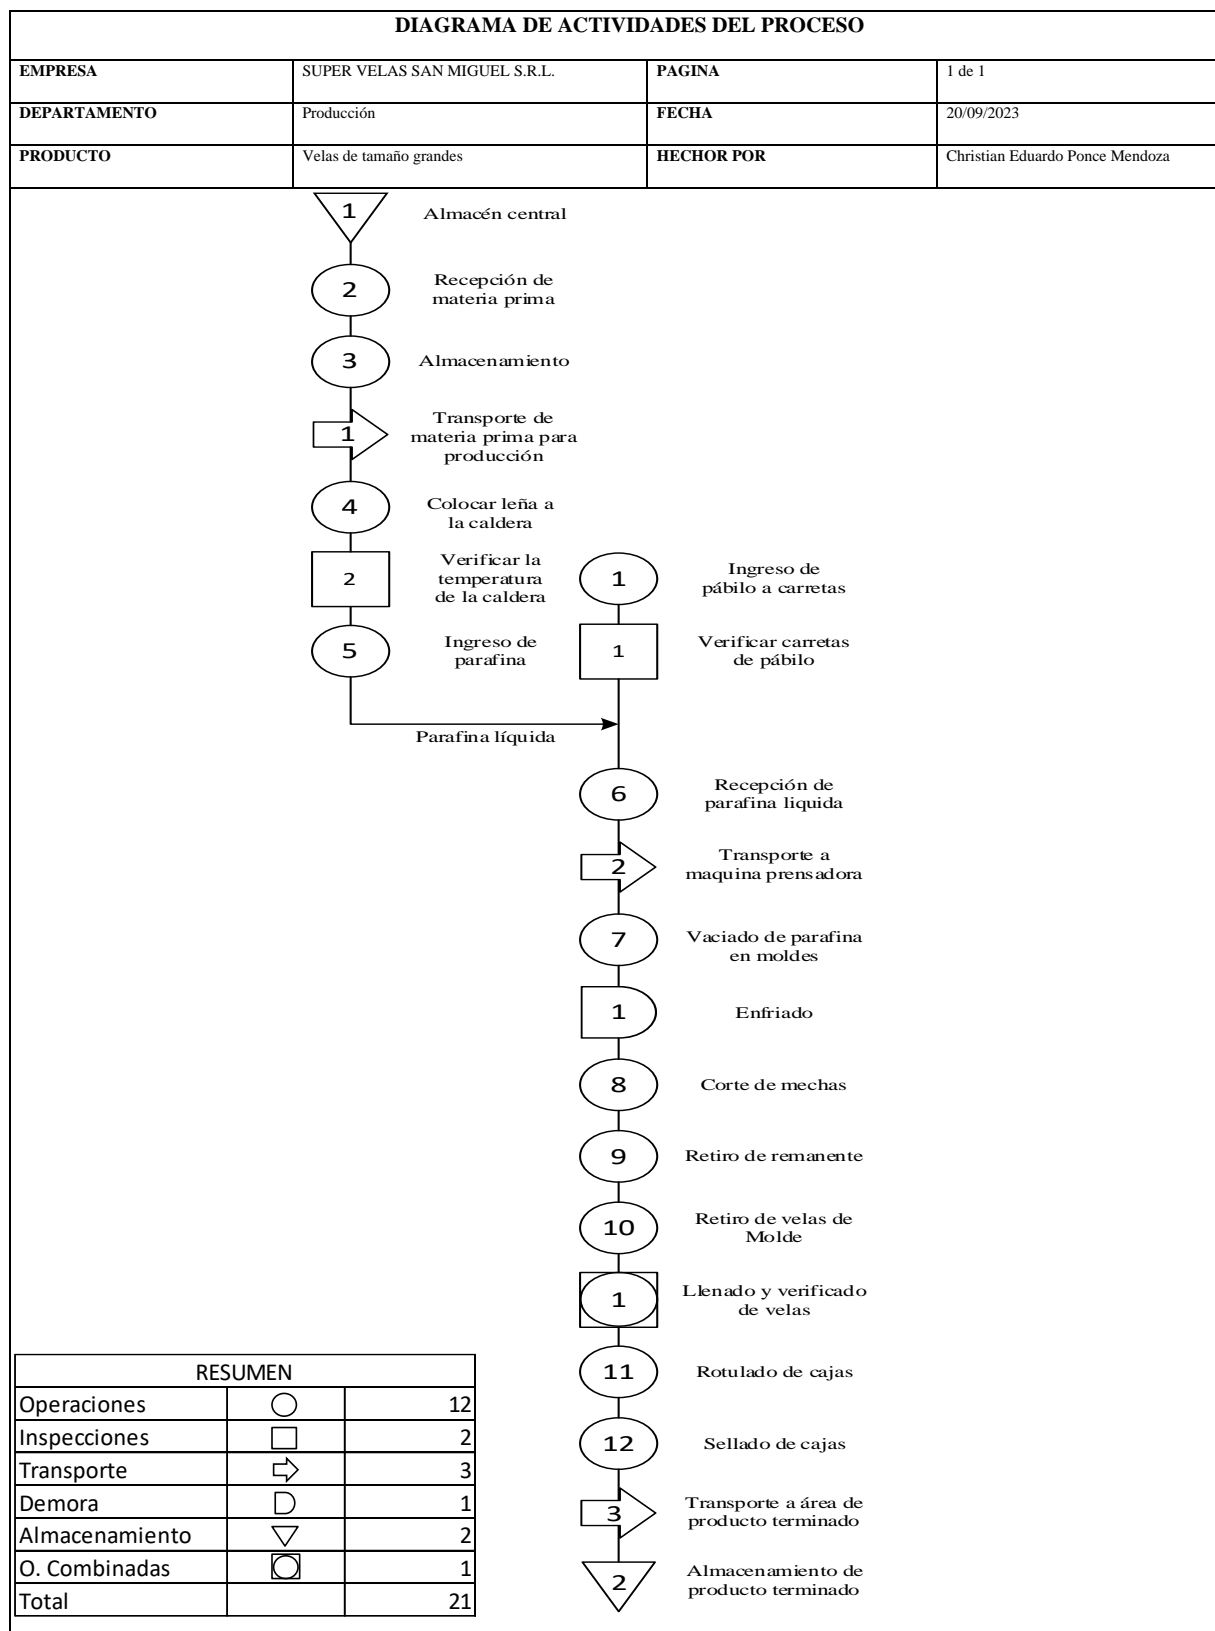 DIAGRAMA DE ACTIVIDADES DEL PROCESO
EMPRESA SUPER VELAS SAN MIGUEL S.R.L. PAGINA 1 de 1
DEPARTAMENTO Producción FECHA 20/09/2023
PRODUCTO Velas de tamaño grandes HECHOR POR Christian Eduardo Ponce Mendoza
1 Almacén central
2 Recepción de
materia prima
3 Almacenamiento
1 Transporte de
materia prima para
producción
4 Colocar leña a
la caldera
2 Verificar la
temperatura
de la caldera
5 Ingreso de
parafina
Parafina líquida
1 Ingreso de
pábilo a carretas
1 Verificar carretas
de pábilo
6 Recepción de
parafina liquida
2 Transporte a
maquina prensadora
7 Vaciado de parafina
en moldes
1 Enfriado
8 Corte de mechas
9 Retiro de remanente
10 Retiro de velas de
Molde
1 Llenado y verificado
de velas
11 Rotulado de cajas
12 Sellado de cajas
3 Transporte a área de
producto terminado
2 Almacenamiento de
producto terminado
RESUMEN
Operaciones 12
Inspecciones 2
Transporte 3
Demora 1
Almacenamiento 2
O. Combinadas 1
Total 21